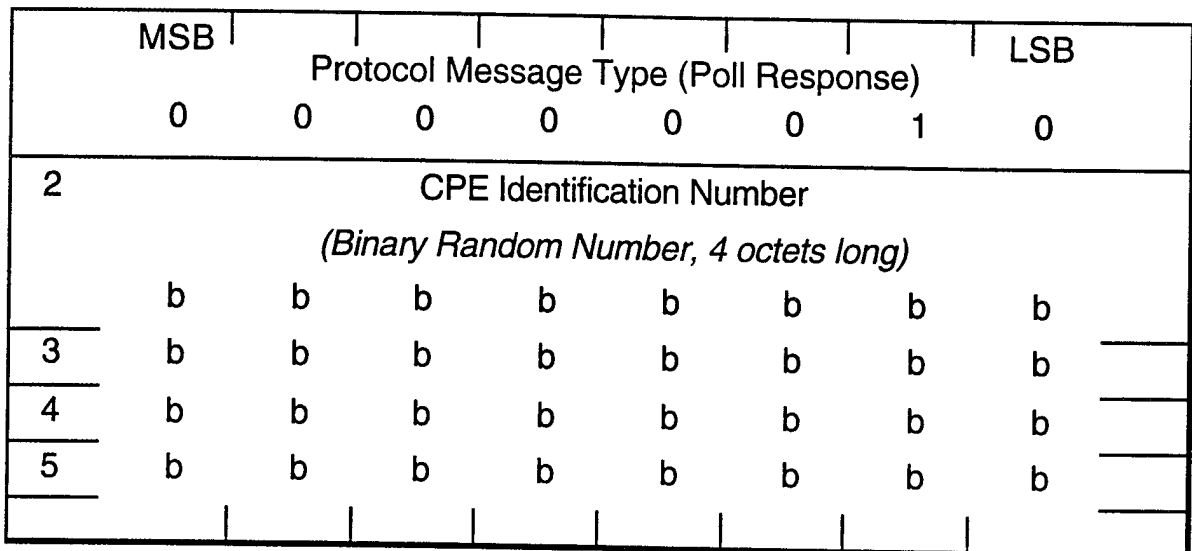 MSB LSB
Protocol Message Type (Poll Response)
0 0 0 0 0 0 1 0
2 CPE Identification Number
(Binary Random Number, 4 octets long)
b b b b b b b b
3 b b b b b b b b
4 b b b b b b b b
5 b b b b b b b b